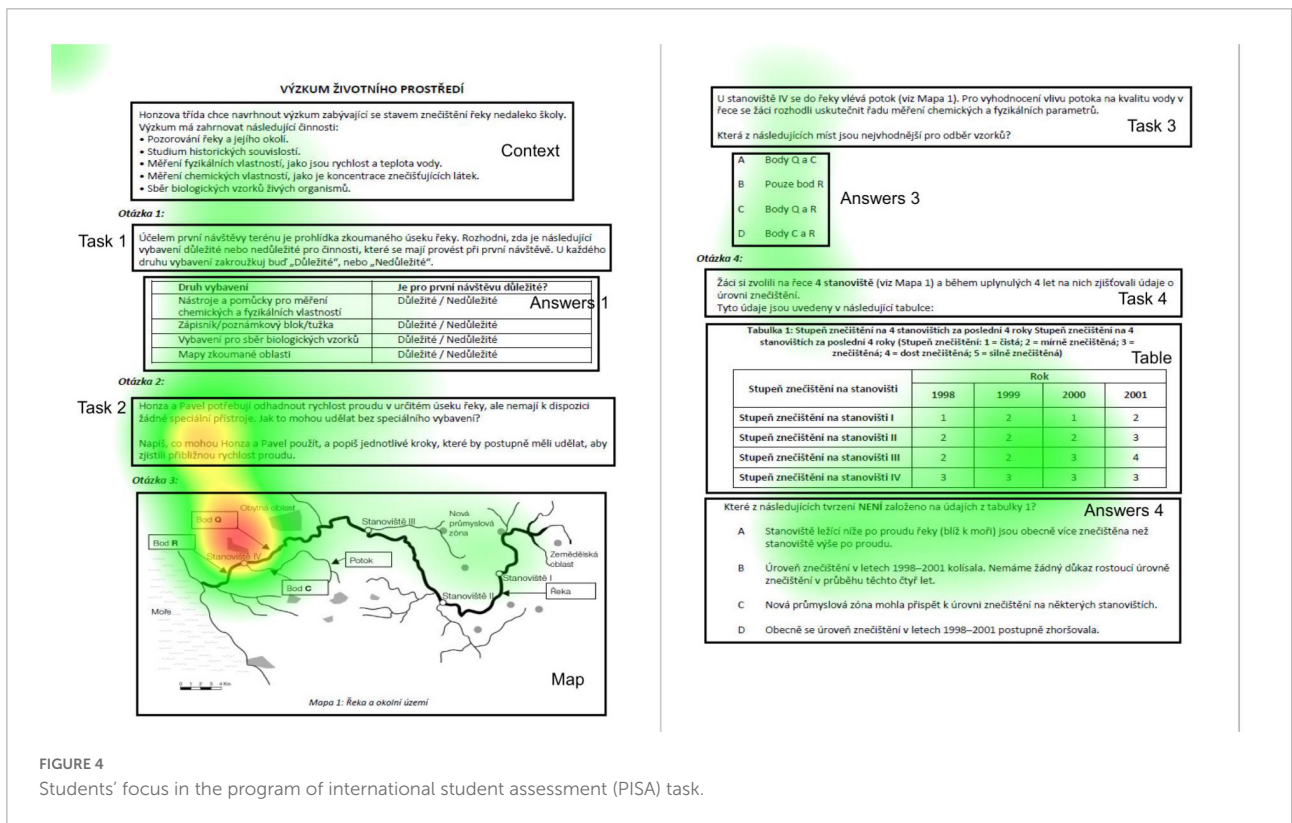 VÝZKUM ŽIVOTNÍHO PROSTŘEDÍ
Honzova třída chce navrhnout výzkum zabývající se stavem znečištění řeky nedaleko školy.
Výzkum má zahrnovat následující činnosti:
• Pozorování řeky a jejího okolí.
• Studium historických souvislostí.
• Měření fyzikálních vlastností, jako jsou rychlost a teplota vody.
• Měření chemických vlastností, jako je koncentrace znečišťujících látek.
• Sběr biologických vzorků živých organismů.
Context
Otázka 1:
Task 1
Účelem první návštěvy terénu je prohlídka zkoumaného úseku řeky. Rozhodni, zda je následující
vybavení důležité nebo nedůležité pro činnosti, které se mají provést při první návštěvě. U každého
druhu vybavení zakroužkuj buď „Důležité“, nebo „Nedůležité“.
Druh vybavení Je pro první návštěvu důležité?
Nástroje a pomůcky pro měření Důležité / Nedůležité
chemických a fyzikálních vlastností
Answers 1
Zápisník/poznámkový blok/tužka Důležité / Nedůležité
Vybavení pro sběr biologických vzorků Důležité / Nedůležité
Mapy zkoumané oblasti Důležité / Nedůležité
Otázka 2:
Task 2
Honza a Pavel potřebují odhadnout rychlost proudu v určitém úseku řeky, ale nemají k dispozici
žádné speciální přístroje. Jak to mohou udělat bez speciálního vybavení?
Napiš, co mohou Honza a Pavel použít, a popiš jednotlivé kroky, které by postupně měli udělat, aby
zjistili přibližnou rychlost proudu.
Otázka 3:
Obytná oblast
Bod Q
Stanoviště III
Nová
průmyslová
zóna
Bod R
Stanoviště IV
Potok
Zemědělská
oblast
Bod C
Stanoviště I
Stanoviště II
Řeka
Moře
0 1 2 3 4 Km
Map
Mapa 1: Řeka a okolní území
U stanoviště IV se do řeky vlévá potok (viz Mapa 1). Pro vyhodnocení vlivu potoka na kvalitu vody v
řece se žáci rozhodli uskutečnit řadu měření chemických a fyzikálních parametrů.
Task 3
Která z následujících míst jsou nejvhodnější pro odběr vzorků?
A Body Q a C
B Pouze bod R
Answers 3
C Body Q a R
D Body C a R
Otázka 4:
Žáci si zvolili na řece 4 stanoviště (viz Mapa 1) a během uplynulých 4 let na nich zjišťovali údaje o
úrovni znečištění.
Task 4
Tyto údaje jsou uvedeny v následující tabulce:
Tabulka 1: Stupeň znečištění na 4 stanovištích za poslední 4 roky Stupeň znečištění na 4
stanovištích za poslední 4 roky (Stupeň znečištění: 1 = čistá; 2 = mírně znečištěná; 3 =
znečištěná; 4 = dost znečištěná; 5 = silně znečištěná)
Table
Stupeň znečištění na stanovišti Rok
1998 1999 2000 2001
Stupeň znečištění na stanovišti I 1 2 1 2
Stupeň znečištění na stanovišti II 2 2 2 3
Stupeň znečištění na stanovišti III 2 2 3 4
Stupeň znečištění na stanovišti IV 3 3 3 3
Které z následujících tvrzení NENÍ založeno na údajích z tabulky 1?
Answers 4
A Stanoviště ležící níže po proudu řeky (blíž k moři) jsou obecně více znečištěna než
stanoviště výše po proudu.
B Úroveň znečištění v letech 1998–2001 kolísala. Nemáme žádný důkaz rostoucí úrovně
znečištění v průběhu těchto čtyř let.
C Nová průmyslová zóna mohla přispět k úrovni znečištění na některých stanovištích.
D Obecně se úroveň znečištění v letech 1998–2001 postupně zhoršovala.
FIGURE 4
Students' focus in the program of international student assessment (PISA) task.